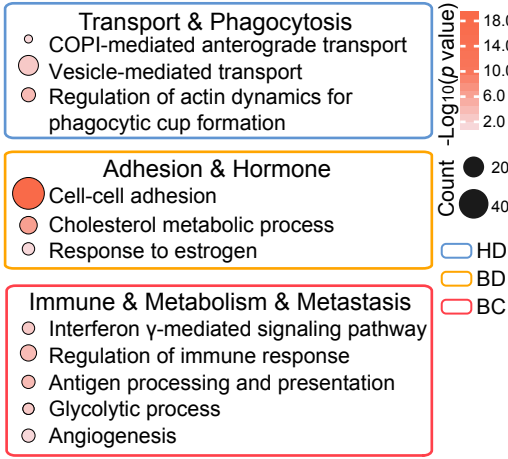 Transport & Phagocytosis
COPI-mediated anterograde transport
Vesicle-mediated transport
Regulation of actin dynamics for
phagocytic cup formation
Adhesion & Hormone
Cell-cell adhesion
Cholesterol metabolic process
Response to estrogen
Immune & Metabolism & Metastasis
Interferon γ-mediated signaling pathway
Regulation of immune response
Antigen processing and presentation
Glycolytic process
Angiogenesis
-Log10(p value)
18.0
14.0
10.0
6.0
2.0
Count
20
40
HD
BD
BC